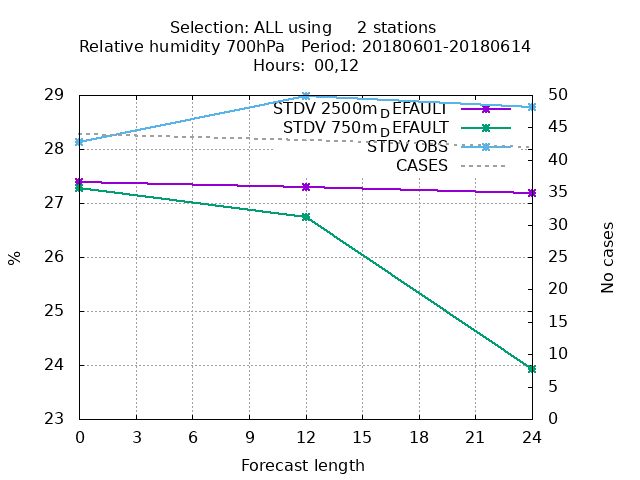 Selection: ALL using     2 stations
Relative humidity 700hPa   Period: 20180601-20180614
Hours: 00,12
29
28
27
26
25
24
23
%
50
45
40
35
30
25
20
15
10
5
0
No cases
STDV 2500m_DEFAULT
STDV 750m_DEFAULT
STDV OBS
CASES
0 3 6 9 12 15 18 21 24
Forecast length